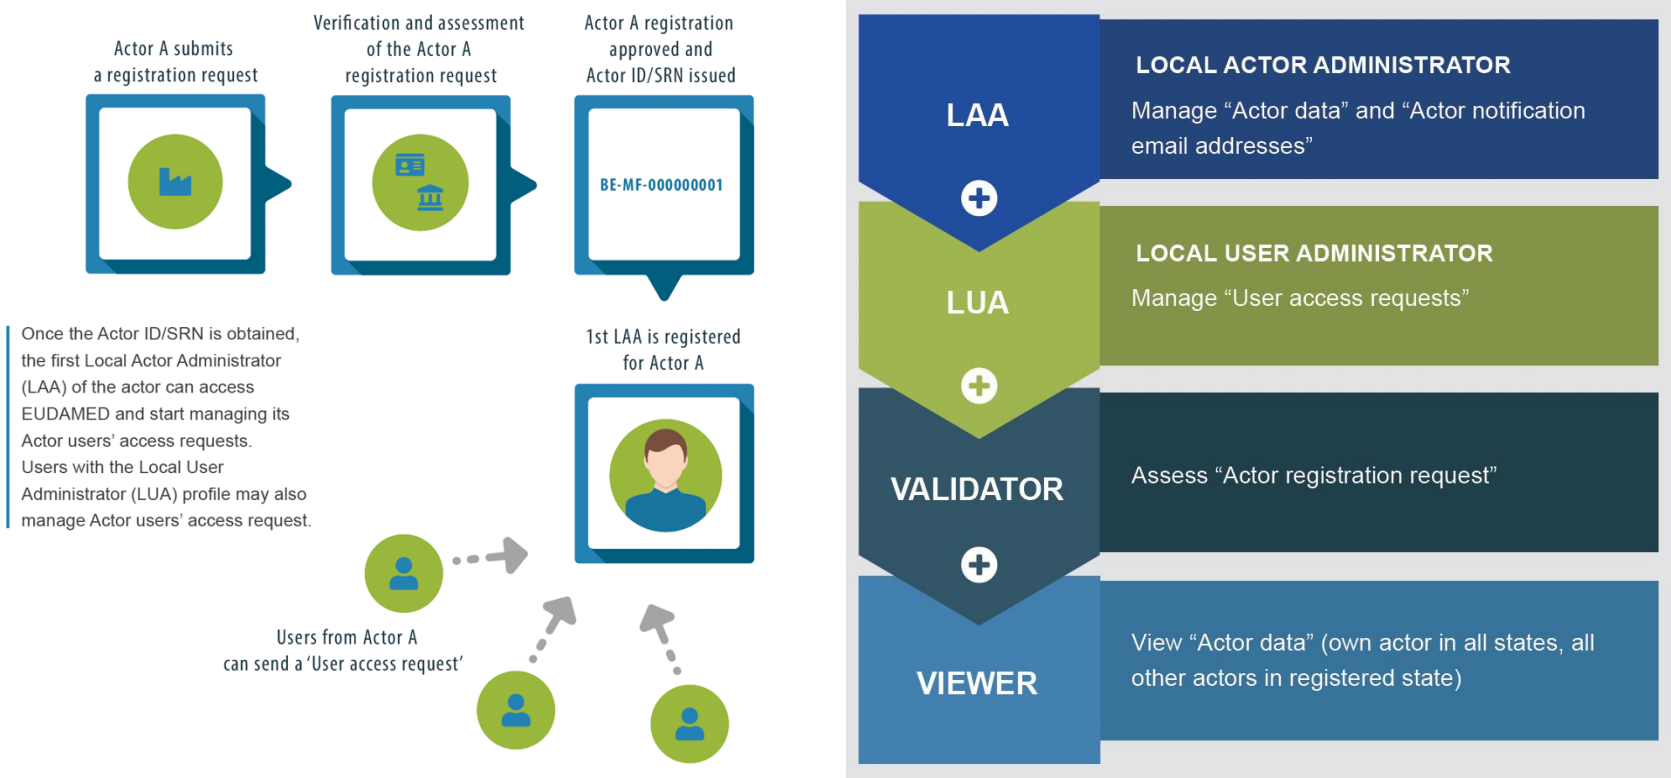 Actor A submits
a registration request
Verification and assessment
of the Actor A
registration request
Actor A registration
approved and
Actor ID/SRN issued
BE-MF-000000001
Once the Actor ID/SRN is obtained,
the first Local Actor Administrator
(LAA) of the actor can access
EUDAMED and start managing its
Actor users’ access requests.
Users with the Local User
Administrator (LUA) profile may also
manage Actor users’ access request.
1st LAA is registered
for Actor A
Users from Actor A
can send a ‘User access request’
LAA
LOCAL ACTOR ADMINISTRATOR
Manage “Actor data” and “Actor notification
email addresses”
LUA
LOCAL USER ADMINISTRATOR
Manage “User access requests”
VALIDATOR
Assess “Actor registration request”
VIEWER
View “Actor data” (own actor in all states, all
other actors in registered state)